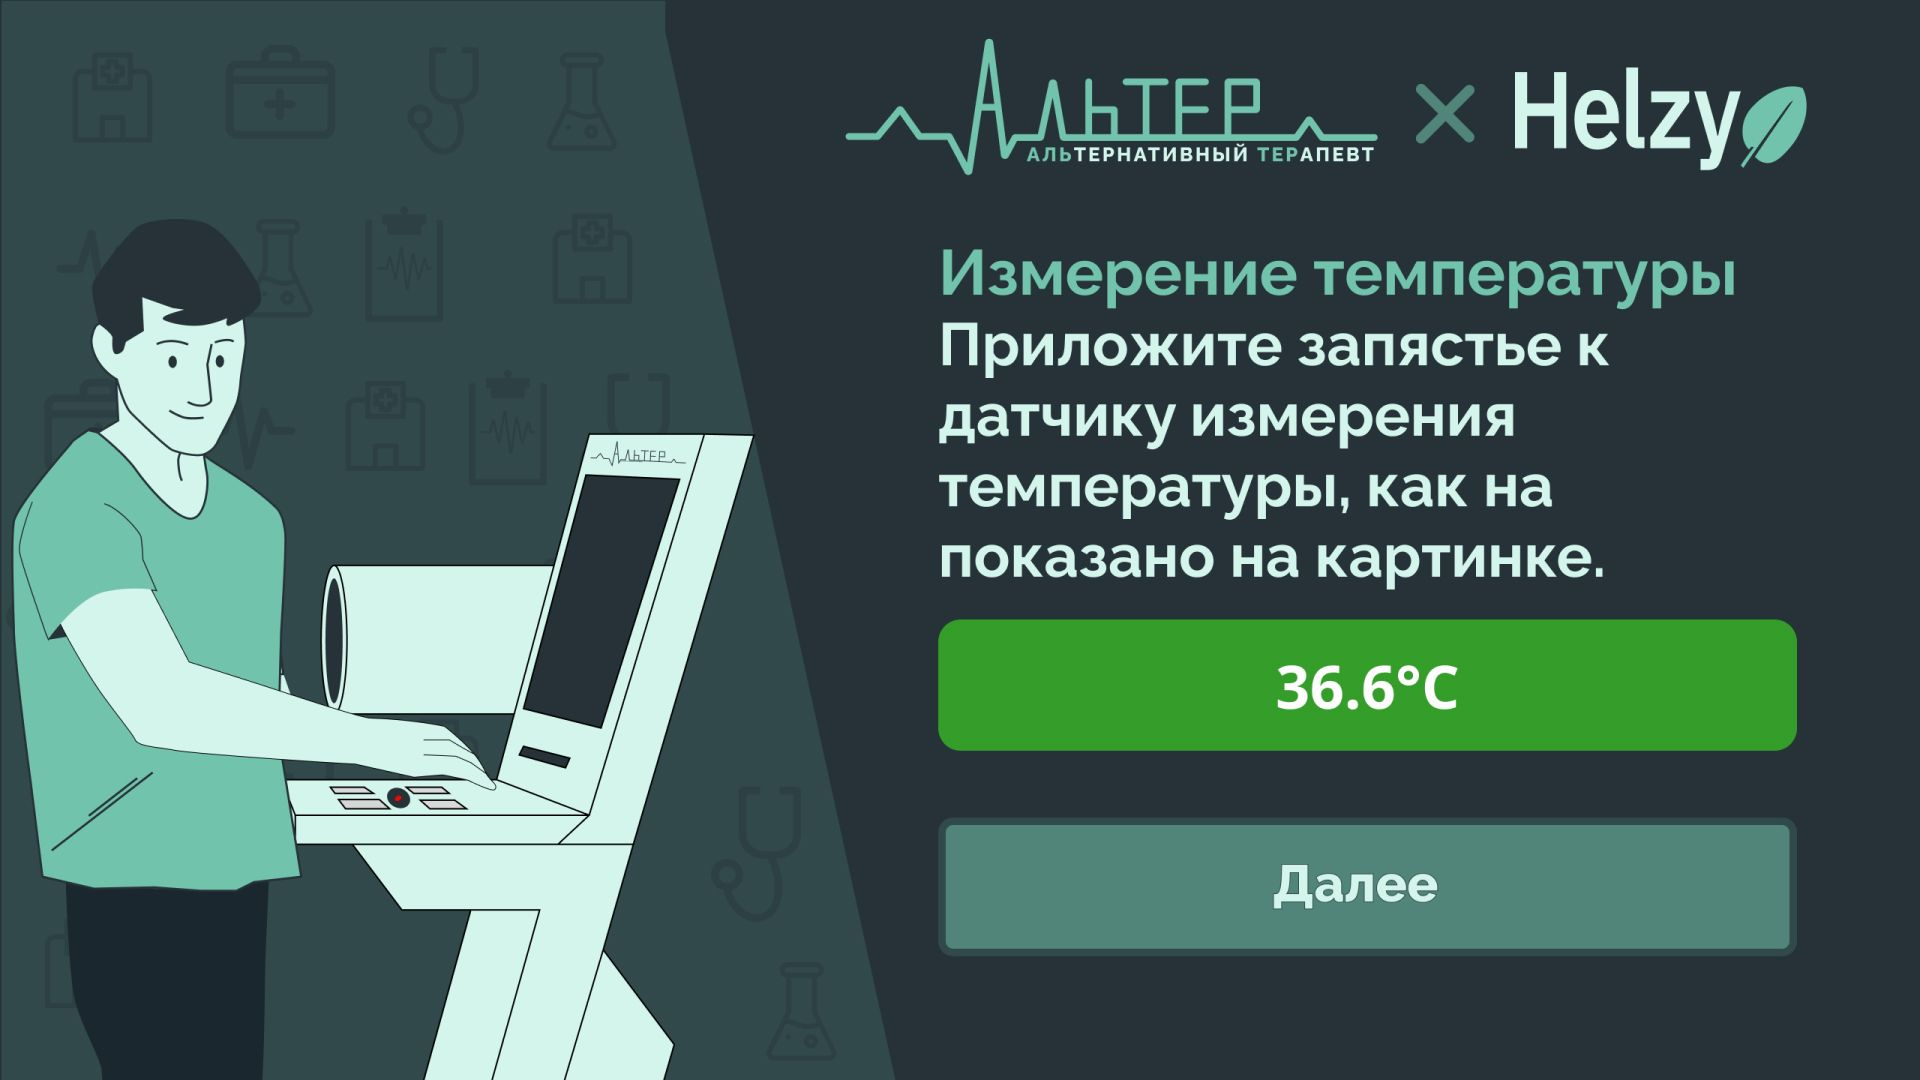 Альтер
АЛЬТЕРНАТИВНЫЙ ТЕРАПЕВТ
× Helzy
Измерение температуры
Приложите запястье к
датчику измерения
температуры, как на
показано на картинке.
36.6°C
Далее
Альтер